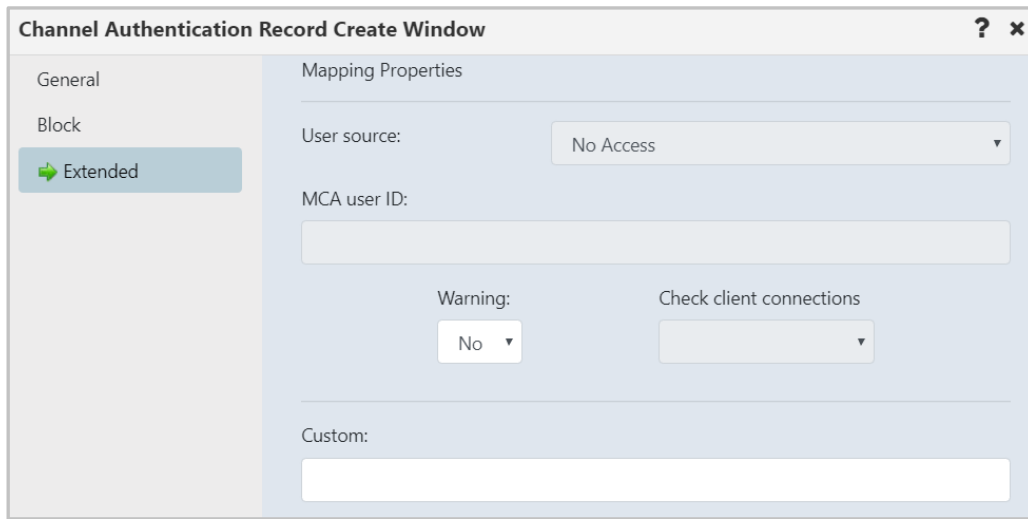 Channel Authentication Record Create Window ? ×
General
Block
Extended
Mapping Properties
User source: No Access
MCA user ID:
Warning: Check client connections
No
Custom: